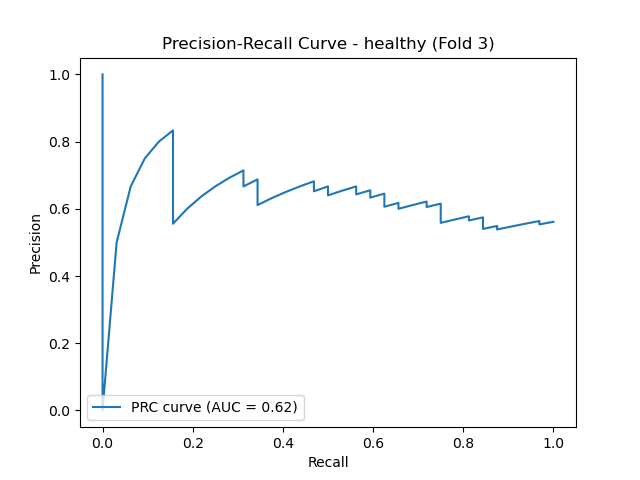 Precision-Recall Curve - healthy (Fold 3)
1.0
0.8
0.6
0.4
0.2
0.0
Precision
PRC curve (AUC = 0.62)
0.0 0.2 0.4 0.6 0.8 1.0
Recall